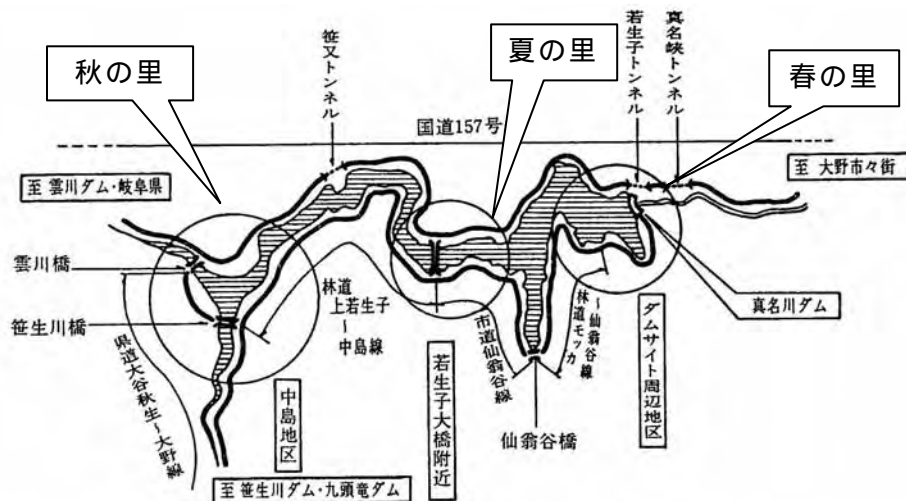 秋の里
笹又トンネル
夏の里
若生子トンネル
真名峡トンネル
春の里
国道157号
至 雲川ダム・岐阜県
至 大野市々街
雲川橋
笹生川橋
県道大谷秋生〜大野線
林道
上若生子
〜
中島線
中島地区
若生子大橋附近
市道仙翁谷線
仙翁谷橋
林道モッカ
〜仙翁谷線
ダムサイト周辺地区
真名川ダム
至 笹生川ダム・九頭竜ダム